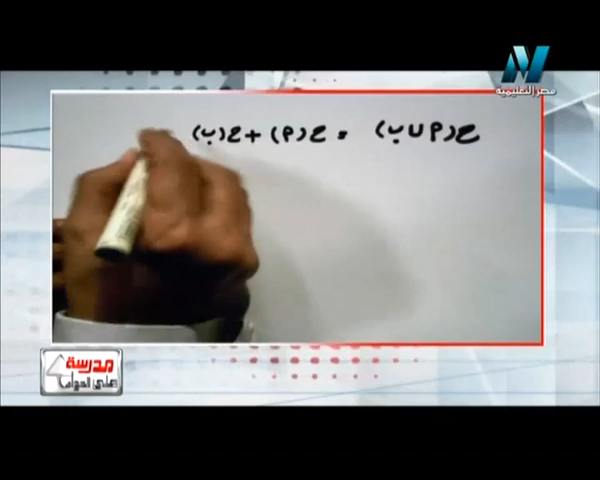 مصر التعليمية
ل(م ∪ ب) = ل(م) + ل(ب)
مدرسة
على الهواء